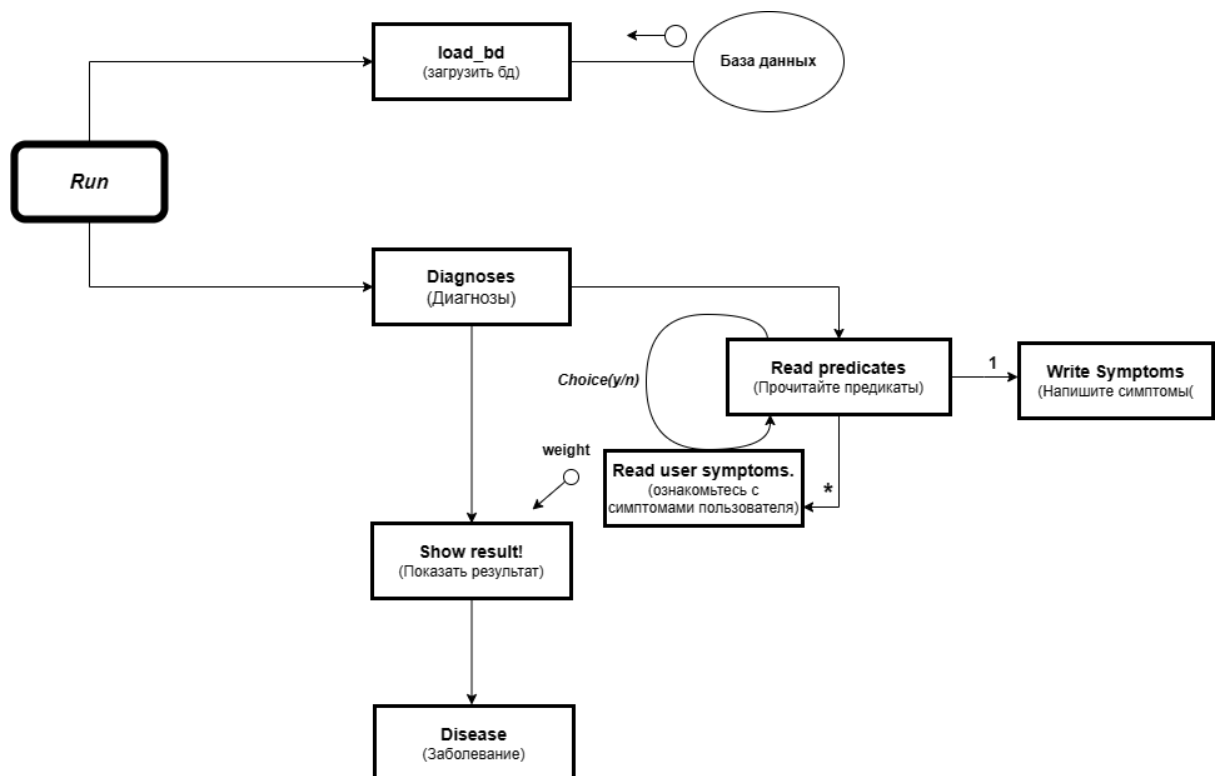 load_bd
(загрузить бд)
База данных
Run
Diagnoses
(Диагнозы)
Read predicates
(Прочитайте предикаты)
1
Write Symptoms
(Напишите симптомы(
Choice(y/n)
weight
Read user symptoms.
(ознакомьтесь с
симптомами пользователя)
*
Show result!
(Показать результат)
Disease
(Заболевание)